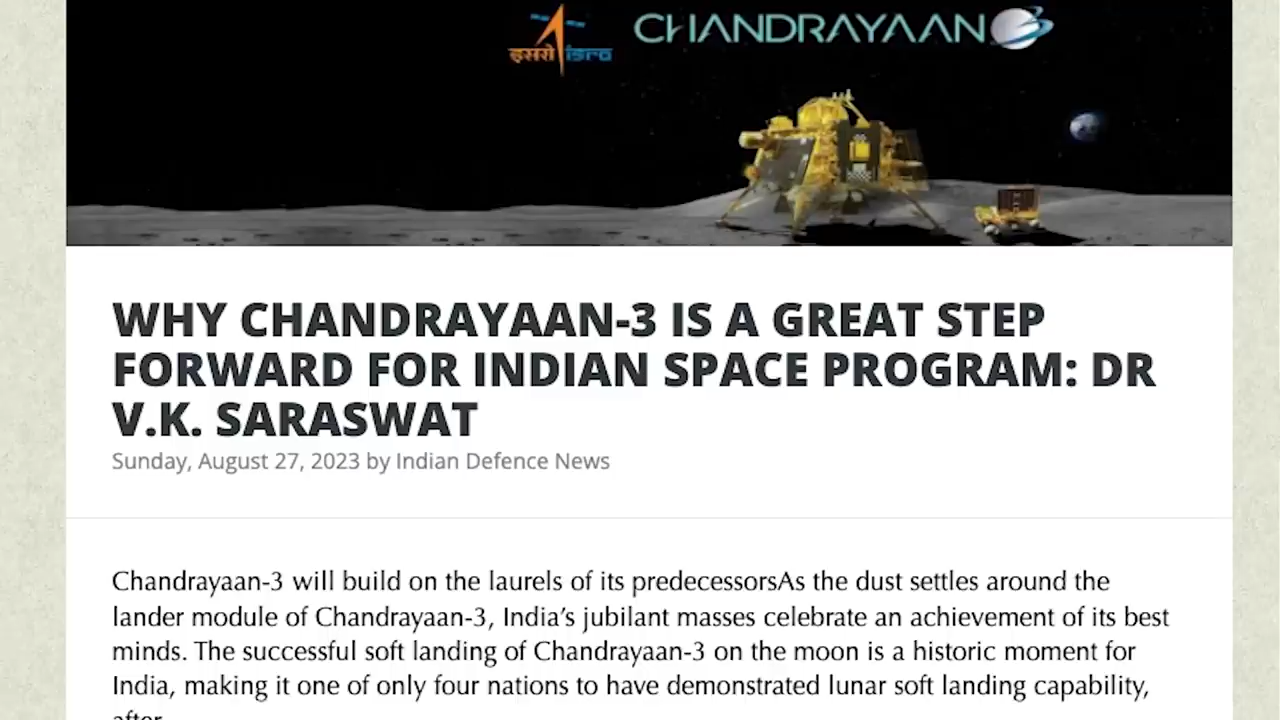 इसरो isro
CHANDRAYAAN
WHY CHANDRAYAAN-3 IS A GREAT STEP
FORWARD FOR INDIAN SPACE PROGRAM: DR
V.K. SARASWAT
Sunday, August 27, 2023 by Indian Defence News
Chandrayaan-3 will build on the laurels of its predecessorsAs the dust settles around the
lander module of Chandrayaan-3, India’s jubilant masses celebrate an achievement of its best
minds. The successful soft landing of Chandrayaan-3 on the moon is a historic moment for
India, making it one of only four nations to have demonstrated lunar soft landing capability,
after